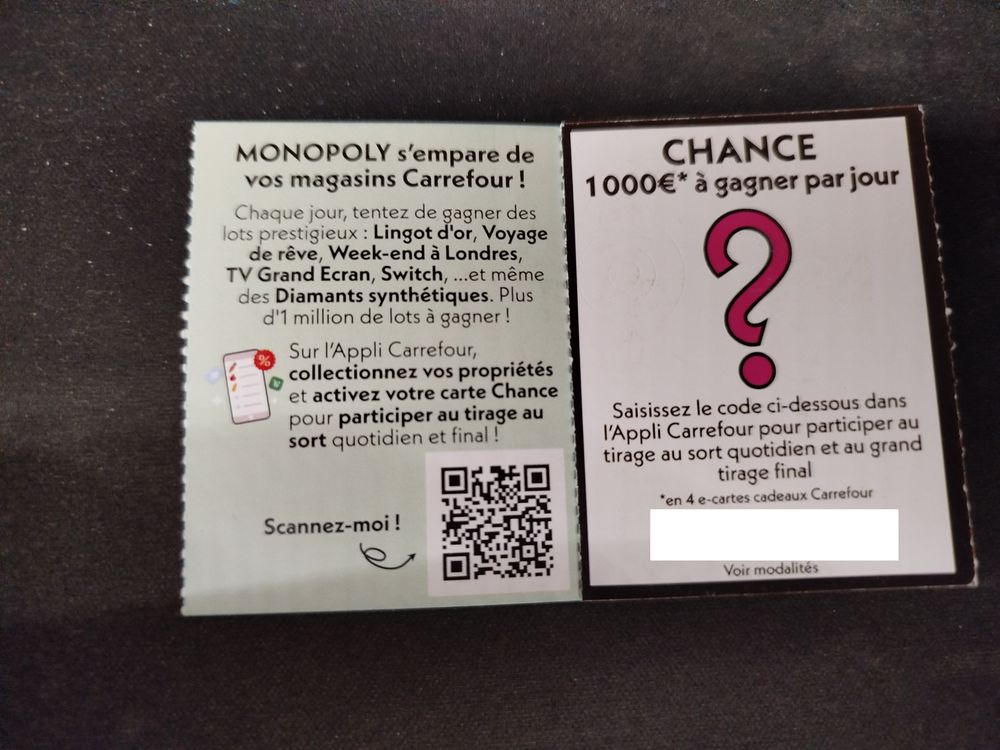 MONOPOLY s'empare de
vos magasins Carrefour !
Chaque jour, tentez de gagner des
lots prestigieux : Lingot d'or, Voyage
de rêve, Week-end à Londres,
TV Grand Ecran, Switch, ...et même
des Diamants synthétiques. Plus
d'1 million de lots à gagner !
%
Sur l'Appli Carrefour,
collectionnez vos propriétés
et activez votre carte Chance
pour participer au tirage au
sort quotidien et final !
Scannez-moi !
CHANCE
1000€* à gagner par jour
?
Saisissez le code ci-dessous dans
l'Appli Carrefour pour participer au
tirage au sort quotidien et au grand
tirage final
*en 4 e-cartes cadeaux Carrefour
Voir modalités